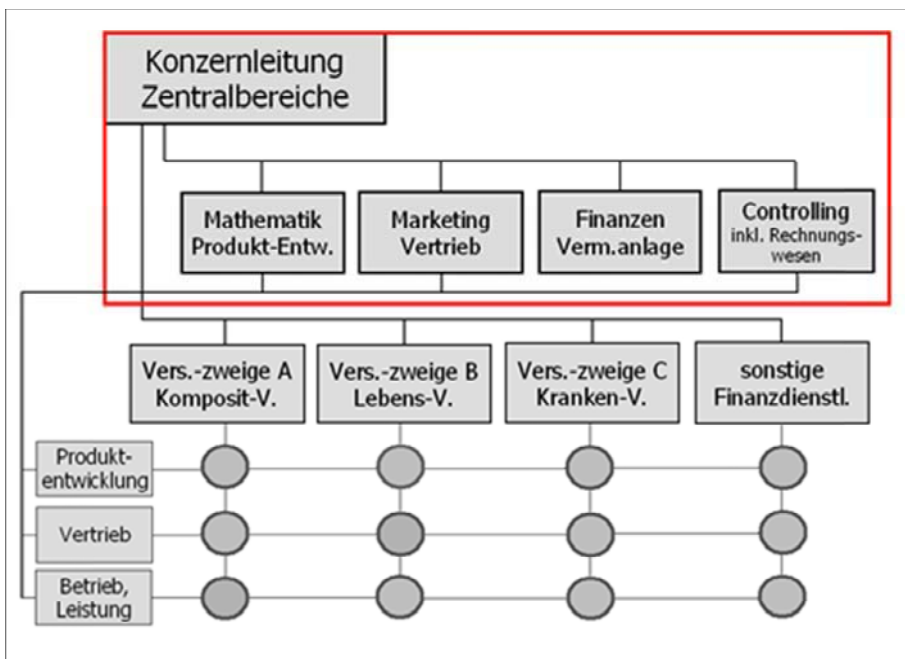 Konzernleitung
Zentralbereiche
Mathematik
Produkt-Entw.
Marketing
Vertrieb
Finanzen
Verm.anlage
Controlling
inkl. Rechnungs-
wesen
Vers.-zweige A
Komposit-V.
Vers.-zweige B
Lebens-V.
Vers.-zweige C
Kranken-V.
sonstige
Finanzdienstl.
Produkt-
entwicklung
Vertrieb
Betrieb,
Leistung